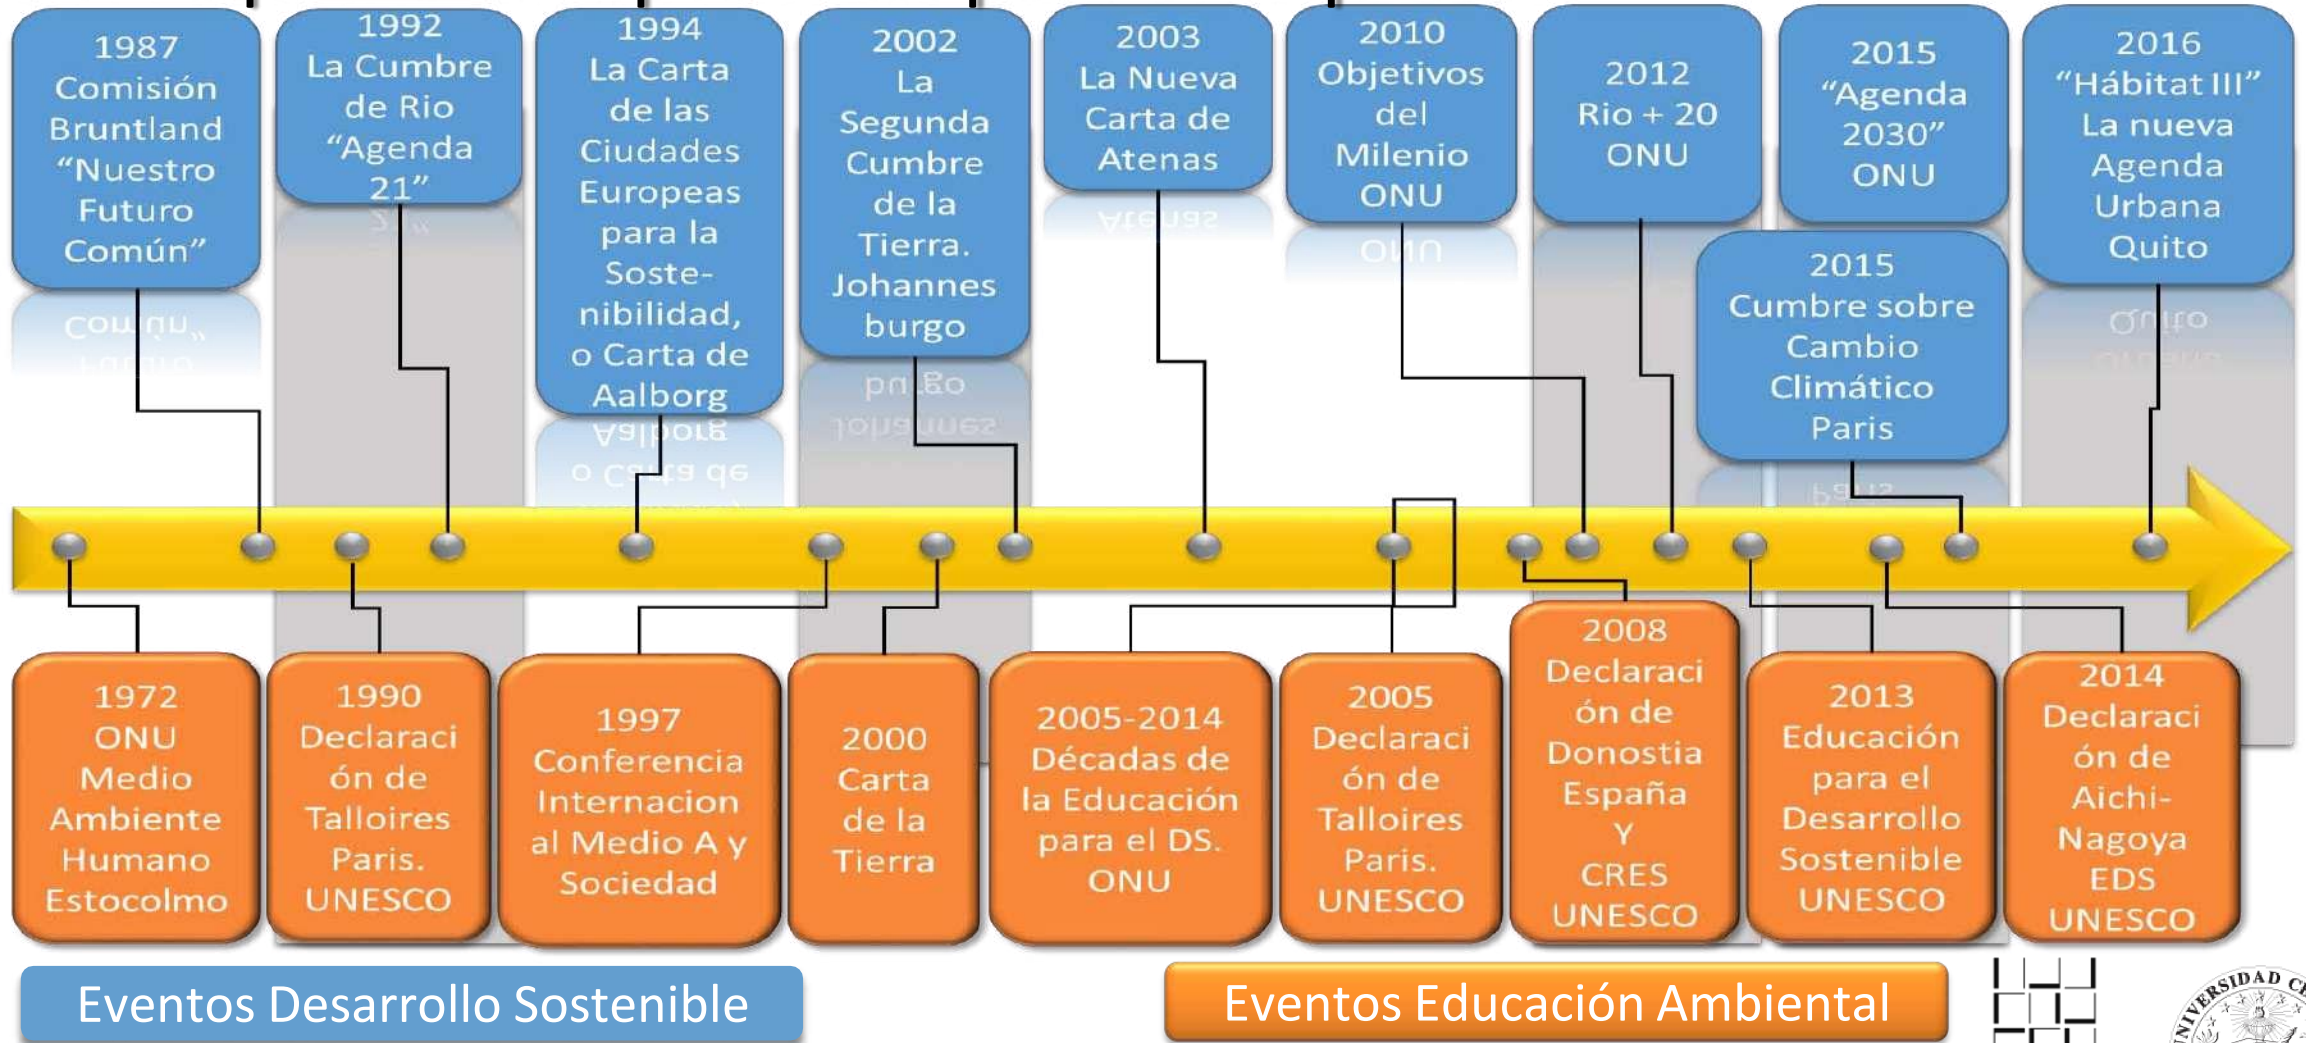 1987
Comisión
Bruntland
“Nuestro
Futuro
Común”
1992
La Cumbre
de Rio
“Agenda
21”
1994
La Carta
de las
Ciudades
Europeas
para la
Soste-
nibilidad,
o Carta de
Aalborg
2002
La
Segunda
Cumbre
de la
Tierra.
Johannes
burgo
2003
La Nueva
Carta de
Atenas
2010
Objetivos
del
Milenio
ONU
2012
Rio + 20
ONU
2015
“Agenda
2030”
ONU
2015
Cumbre sobre
Cambio
Climático
Paris
2016
“Hábitat III”
La nueva
Agenda
Urbana
Quito
1972
ONU
Medio
Ambiente
Humano
Estocolmo
1990
Declaraci
ón de
Talloires
Paris.
UNESCO
1997
Conferencia
Internacion
al Medio A y
Sociedad
2000
Carta
de la
Tierra
2005-2014
Décadas de
la Educación
para el DS.
ONU
2005
Declaraci
ón de
Talloires
Paris.
UNESCO
2008
Declaraci
ón de
Donostia
España
Y
CRES
UNESCO
2013
Educación
para el
Desarrollo
Sostenible
UNESCO
2014
Declaraci
ón de
Aichi-
Nagoya
EDS
UNESCO
Eventos Desarrollo Sostenible
Eventos Educación Ambiental
UNIVERSIDAD